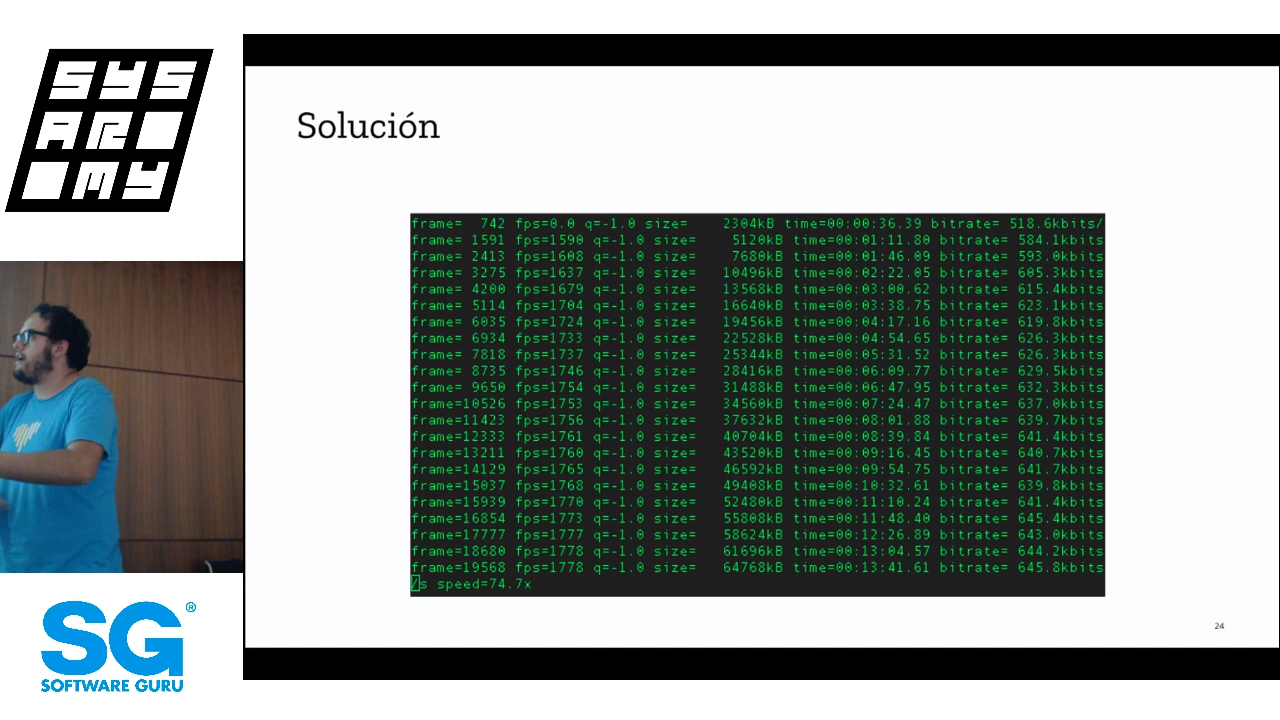 SYS
AR
MY
Solución
frame=  742 fps=0.0 q=-1.0 size=    2304kB time=00:00:36.39 bitrate= 518.6kbits/
frame= 1591 fps=1590 q=-1.0 size=    5120kB time=00:01:11.80 bitrate= 584.1kbits
frame= 2413 fps=1608 q=-1.0 size=    7680kB time=00:01:46.09 bitrate= 593.0kbits
frame= 3275 fps=1637 q=-1.0 size=   10496kB time=00:02:22.05 bitrate= 605.3kbits
frame= 4200 fps=1679 q=-1.0 size=   13568kB time=00:03:00.62 bitrate= 615.4kbits
frame= 5114 fps=1704 q=-1.0 size=   16640kB time=00:03:38.75 bitrate= 623.1kbits
frame= 6035 fps=1724 q=-1.0 size=   19456kB time=00:04:17.16 bitrate= 619.8kbits
frame= 6934 fps=1733 q=-1.0 size=   22528kB time=00:04:54.65 bitrate= 626.3kbits
frame= 7818 fps=1737 q=-1.0 size=   25344kB time=00:05:31.52 bitrate= 626.3kbits
frame= 8735 fps=1746 q=-1.0 size=   28416kB time=00:06:09.77 bitrate= 629.5kbits
frame= 9650 fps=1754 q=-1.0 size=   31488kB time=00:06:47.95 bitrate= 632.3kbits
frame=10526 fps=1753 q=-1.0 size=   34560kB time=00:07:24.47 bitrate= 637.0kbits
frame=11423 fps=1756 q=-1.0 size=   37632kB time=00:08:01.88 bitrate= 639.7kbits
frame=12333 fps=1761 q=-1.0 size=   40704kB time=00:08:39.84 bitrate= 641.4kbits
frame=13211 fps=1760 q=-1.0 size=   43520kB time=00:09:16.45 bitrate= 640.7kbits
frame=14129 fps=1765 q=-1.0 size=   46592kB time=00:09:54.75 bitrate= 641.7kbits
frame=15037 fps=1768 q=-1.0 size=   49408kB time=00:10:32.61 bitrate= 639.8kbits
frame=15939 fps=1770 q=-1.0 size=   52480kB time=00:11:10.24 bitrate= 641.4kbits
frame=16854 fps=1773 q=-1.0 size=   55808kB time=00:11:48.40 bitrate= 645.4kbits
frame=17777 fps=1777 q=-1.0 size=   58624kB time=00:12:26.89 bitrate= 643.0kbits
frame=18680 fps=1778 q=-1.0 size=   61696kB time=00:13:04.57 bitrate= 644.2kbits
frame=19568 fps=1778 q=-1.0 size=   64768kB time=00:13:41.61 bitrate= 645.8kbits
/s speed=74.7x
24
SG®
SOFTWARE GURU